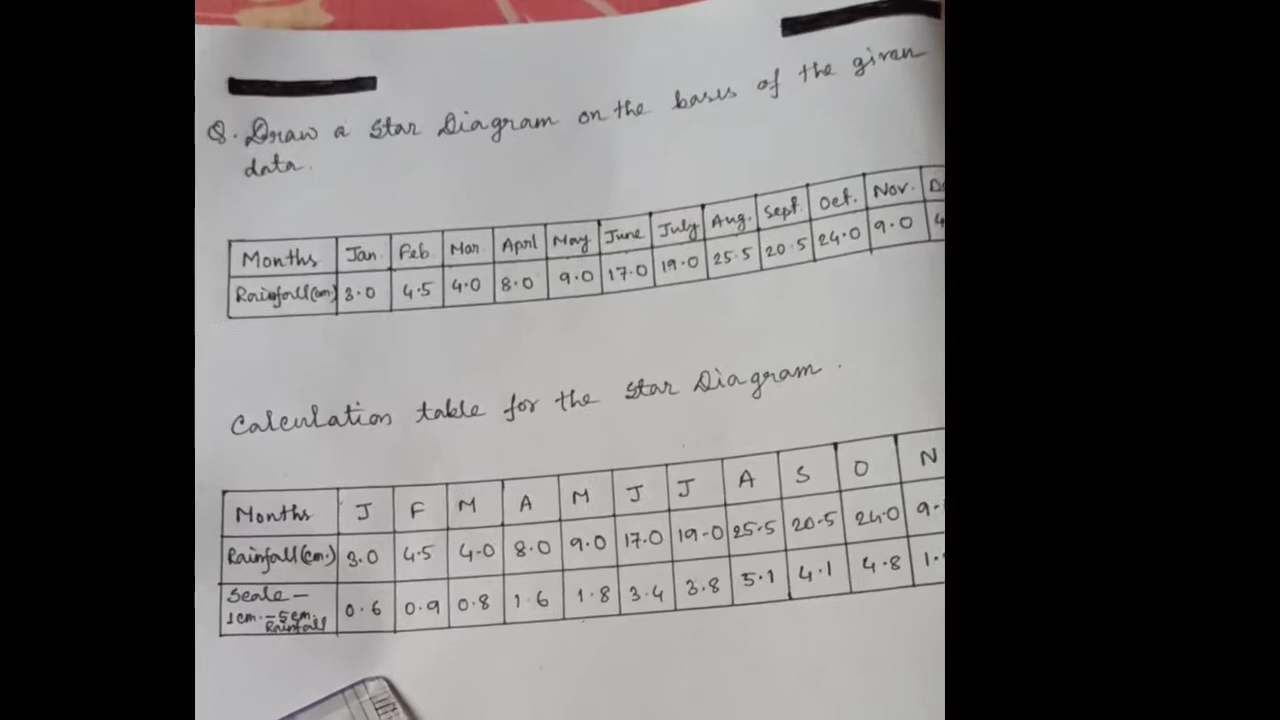 Q. Draw a Star Diagram on the basis of the given
data.
Months Jan. Feb Mar April May June July Aug. Sept. Oct. Nov.
Rainfall(cm.) 3.0 4.5 4.0 8.0 9.0 17.0 19.0 25.5 20.5 24.0 9.0
Calculation table for the Star Diagram.
Months J F M A M J J A S O N
Rainfall(cm.) 3.0 4.5 4.0 8.0 9.0 17.0 19.0 25.5 20.5 24.0 9.
Scale –
1cm. – 5cm.
Rainfall
0.6 0.9 0.8 1.6 1.8 3.4 3.8 5.1 4.1 4.8 1.